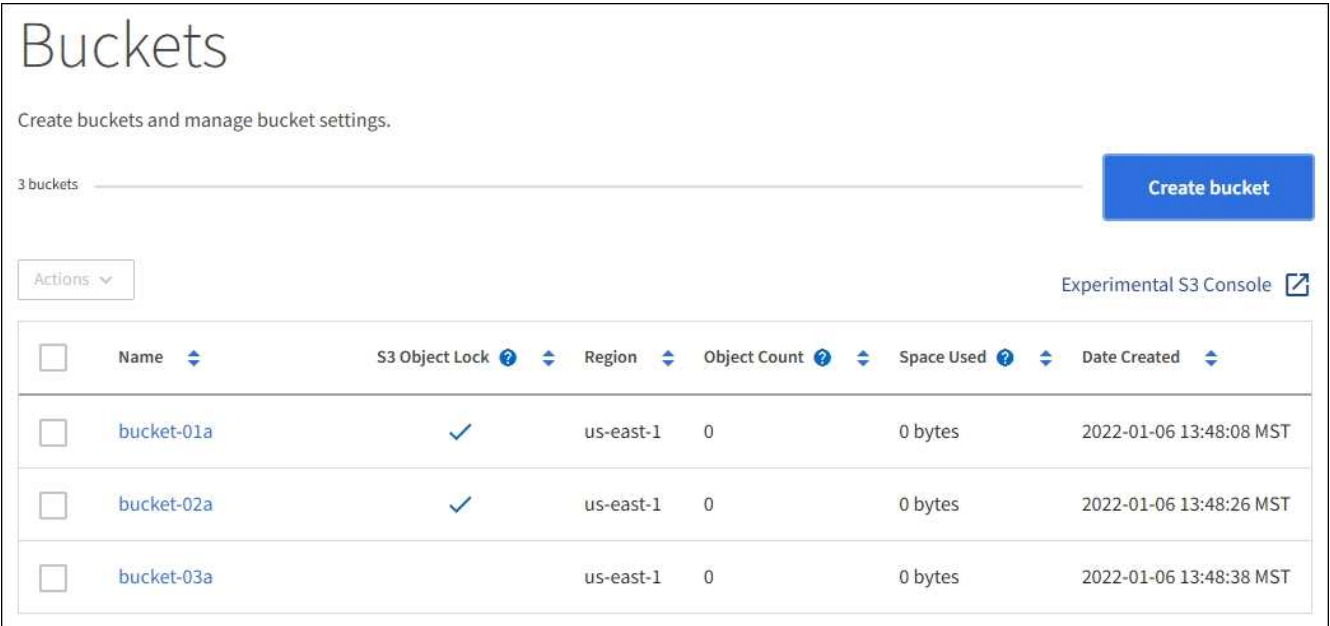 Buckets
Create buckets and manage bucket settings.
3 buckets
Create bucket
Actions
Experimental S3 Console
Name S3 Object Lock ? Region Object Count ? Space Used ? Date Created
bucket-01a us-east-1 0 0 bytes 2022-01-06 13:48:08 MST
bucket-02a us-east-1 0 0 bytes 2022-01-06 13:48:26 MST
bucket-03a us-east-1 0 0 bytes 2022-01-06 13:48:38 MST